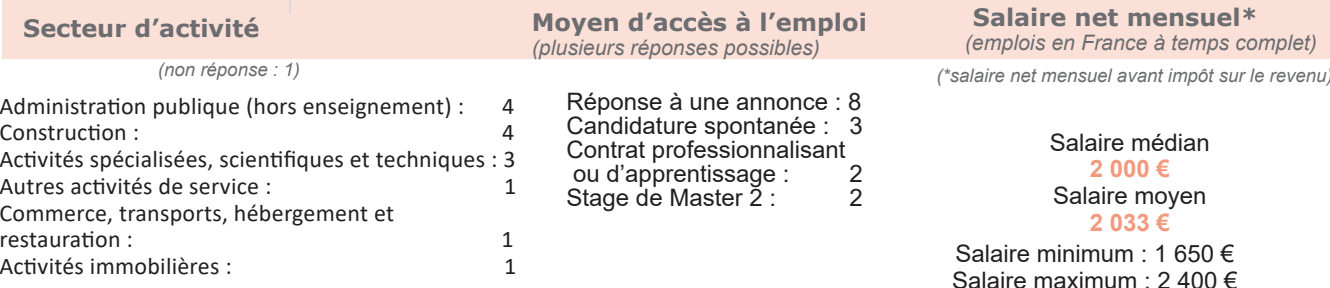 Secteur d'activité
(non réponse : 1)
Administration publique (hors enseignement) : 4
Construction : 4
Activités spécialisées, scientifiques et techniques : 3
Autres activités de service : 1
Commerce, transports, hébergement et
restauration : 1
Activités immobilières : 1
Moyen d'accès à l'emploi
(plusieurs réponses possibles)
Réponse à une annonce : 8
Candidature spontanée : 3
Contrat professionnalisant
ou d'apprentissage : 2
Stage de Master 2 : 2
Salaire net mensuel*
(emplois en France à temps complet)
(*salaire net mensuel avant impôt sur le revenu)
Salaire médian
2 000 €
Salaire moyen
2 033 €
Salaire minimum : 1 650 €
Salaire maximum : 2 400 €